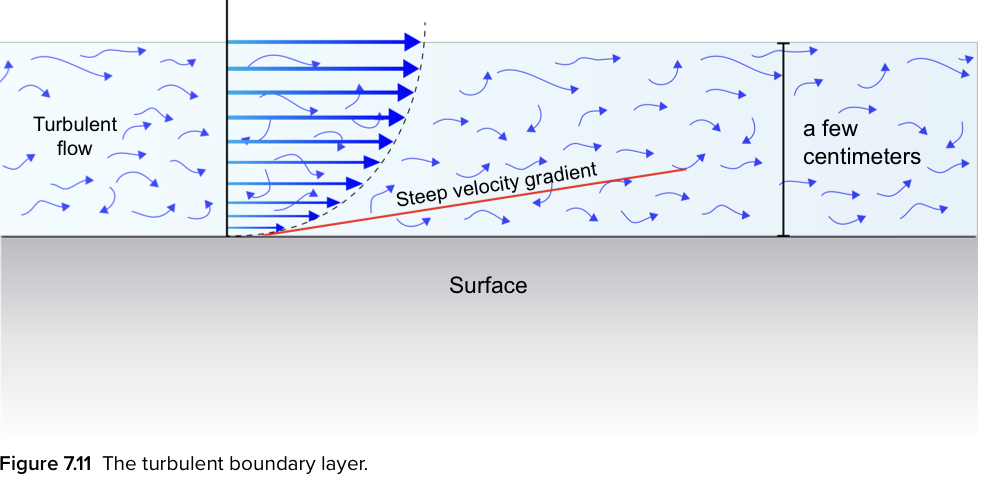 Turbulent
flow
Steep velocity gradient
a few
centimeters
Surface
Figure 7.11 The turbulent boundary layer.